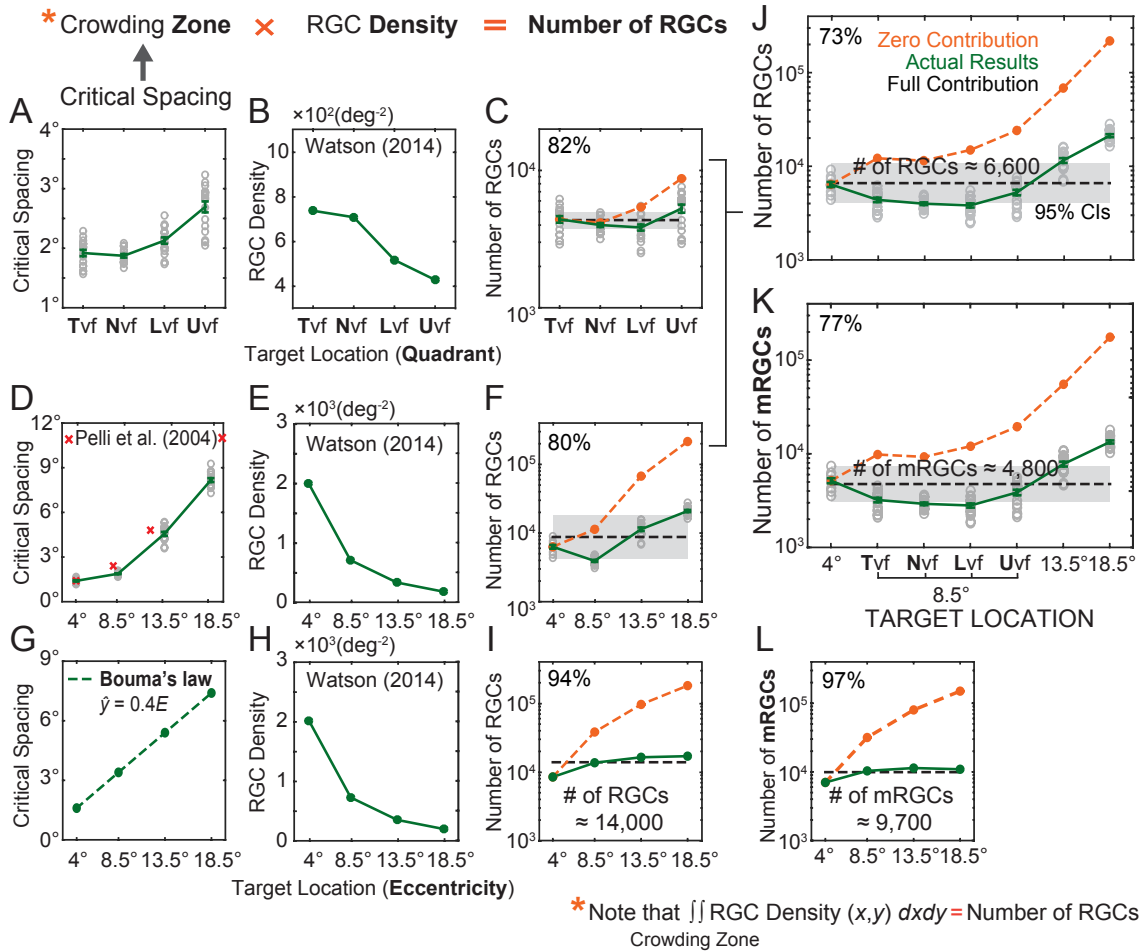 * Crowding Zone × RGC Density = Number of RGCs
Critical Spacing
A
4°
3°
2°
1°
Critical Spacing
Tvf Nvf Lvf Uvf
B
×10²(deg⁻²)
Watson (2014)
10
8
6
4
RGC Density
Tvf Nvf Lvf Uvf
C
82%
10⁴
10³
Number of RGCs
Tvf Nvf Lvf Uvf
Target Location (Quadrant)
D
12°
9°
6°
3°
0°
Critical Spacing
× Pelli et al. (2004) ×
4° 8.5° 13.5° 18.5°
E
×10³(deg⁻²)
Watson (2014)
3
2
1
0
RGC Density
4° 8.5° 13.5° 18.5°
F
80%
10⁵
10⁴
10³
Number of RGCs
4° 8.5° 13.5° 18.5°
G
9°
6°
3°
0°
Critical Spacing
Bouma's law
ŷ = 0.4E
4° 8.5° 13.5° 18.5°
H
×10³(deg⁻²)
Watson (2014)
3
2
1
0
RGC Density
4° 8.5° 13.5° 18.5°
I
94%
10⁵
10⁴
10³
Number of RGCs
# of RGCs
≈ 14,000
4° 8.5° 13.5° 18.5°
Target Location (Eccentricity)
J
73%
Zero Contribution
Actual Results
Full Contribution
10⁵
10⁴
10³
Number of RGCs
# of RGCs ≈ 6,600
95% CIs
K
77%
10⁵
10⁴
10³
Number of mRGCs
# of mRGCs ≈ 4,800
4° Tvf Nvf Lvf Uvf 13.5° 18.5°
8.5°
TARGET LOCATION
L
97%
10⁵
10⁴
10³
Number of mRGCs
# of mRGCs
≈ 9,700
4° 8.5° 13.5° 18.5°
* Note that ∫∫ RGC Density (x,y) dxdy = Number of RGCs
Crowding Zone